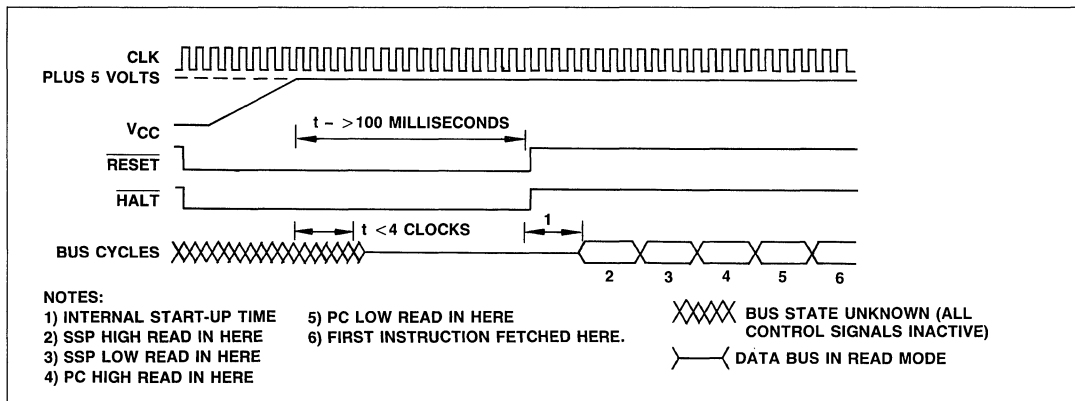 CLK
PLUS 5 VOLTS
t - >100 MILLISECONDS
VCC
RESET
HALT
1
t <4 CLOCKS
BUS CYCLES
2 3 4 5 6
NOTES:
1) INTERNAL START-UP TIME
2) SSP HIGH READ IN HERE
3) SSP LOW READ IN HERE
4) PC HIGH READ IN HERE
5) PC LOW READ IN HERE
6) FIRST INSTRUCTION FETCHED HERE.
BUS STATE UNKNOWN (ALL
CONTROL SIGNALS INACTIVE)
DATA BUS IN READ MODE